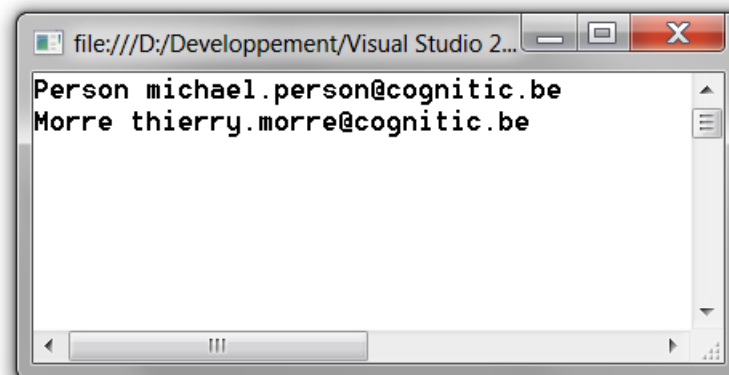 file:///D:/Developpement/Visual Studio 2...
Person michael.person@cognitic.be
Morre thierry.morre@cognitic.be